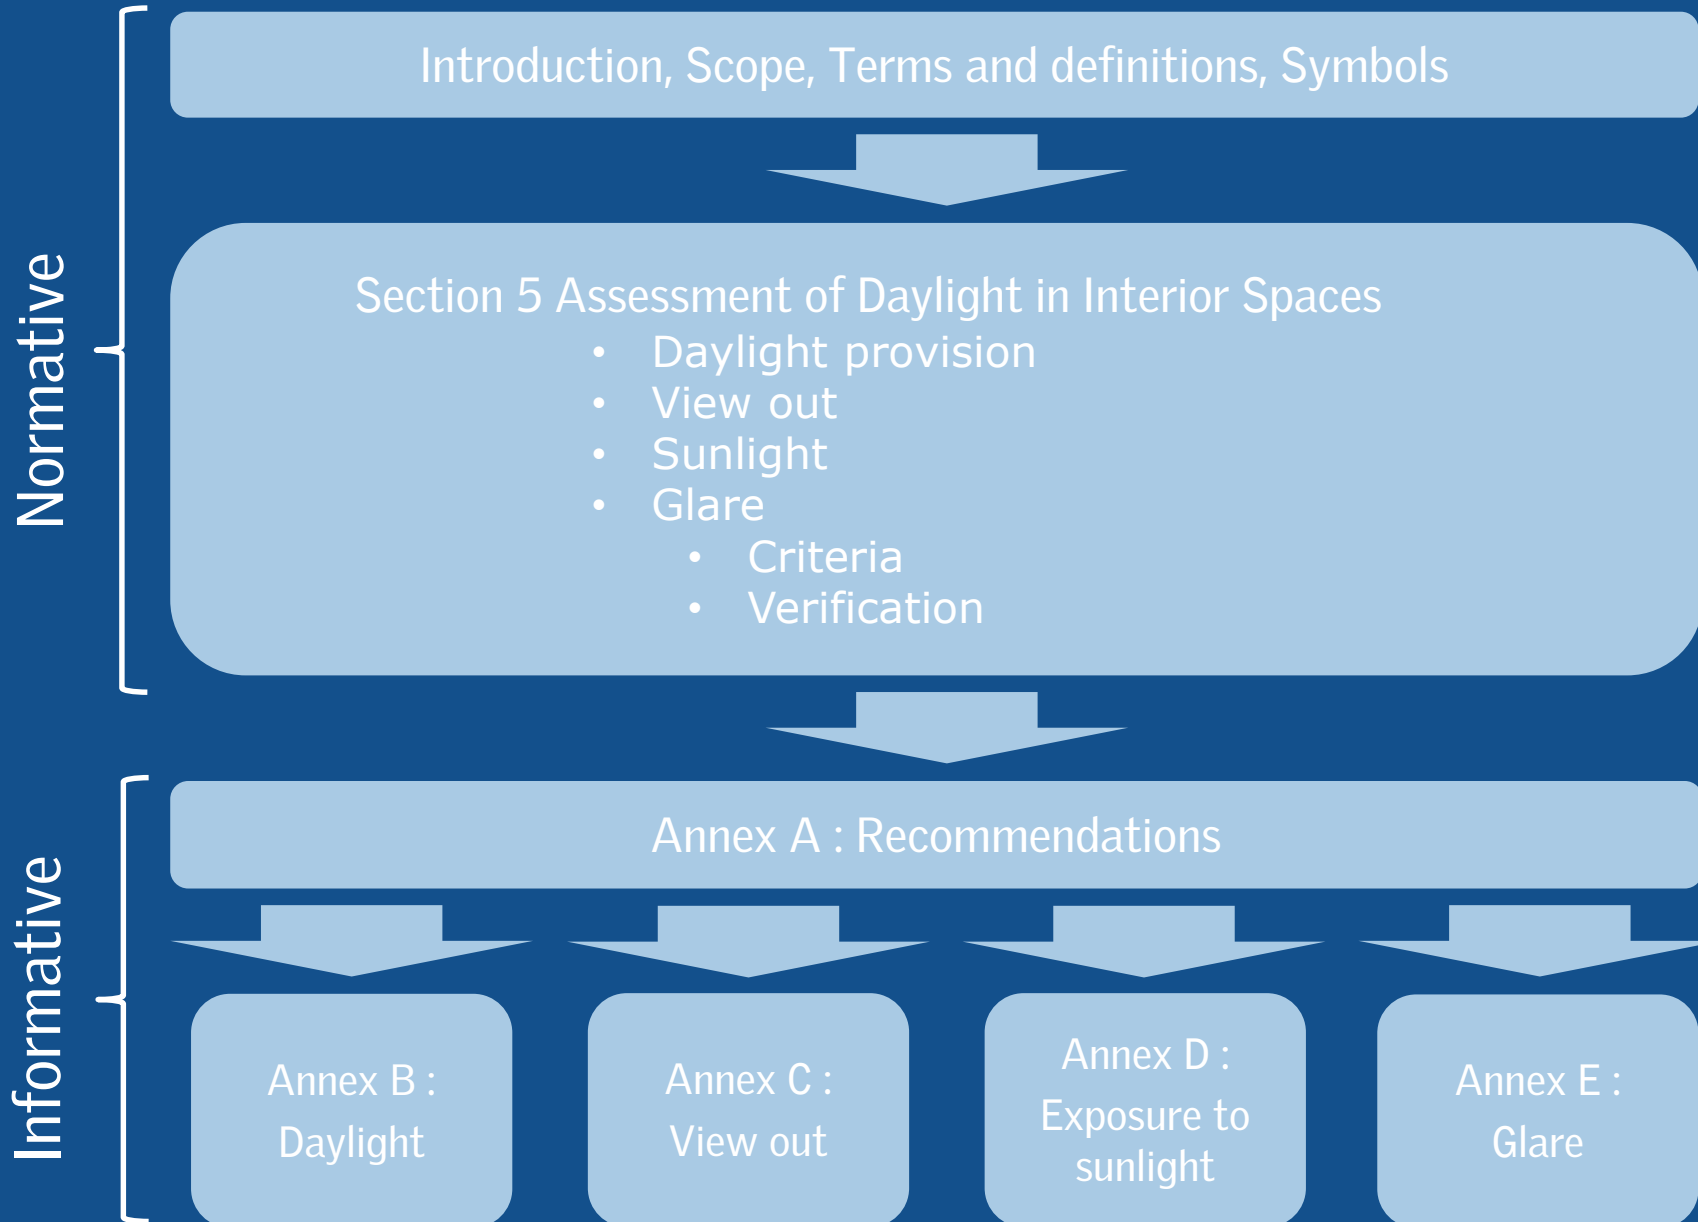 Normative
Introduction, Scope, Terms and definitions, Symbols
Section 5 Assessment of Daylight in Interior Spaces
• Daylight provision
• View out
• Sunlight
• Glare
• Criteria
• Verification
Informative
Annex A : Recommendations
Annex B :
Daylight
Annex C :
View out
Annex D :
Exposure to
sunlight
Annex E :
Glare